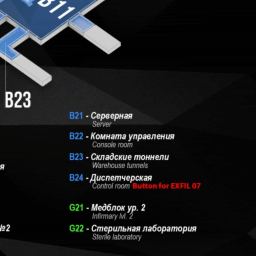 B11
B23
B21 - Серверная
Server
B22 - Комната управления
Console room
B23 - Складские тоннели
Warehouse tunnels
B24 - Диспетчерская
Control room Button for EXFIL 07
я
G21 - Медблок ур. 2
Infirmary lvl. 2
№2
G22 - Стерильная лаборатория
Sterile laboratory